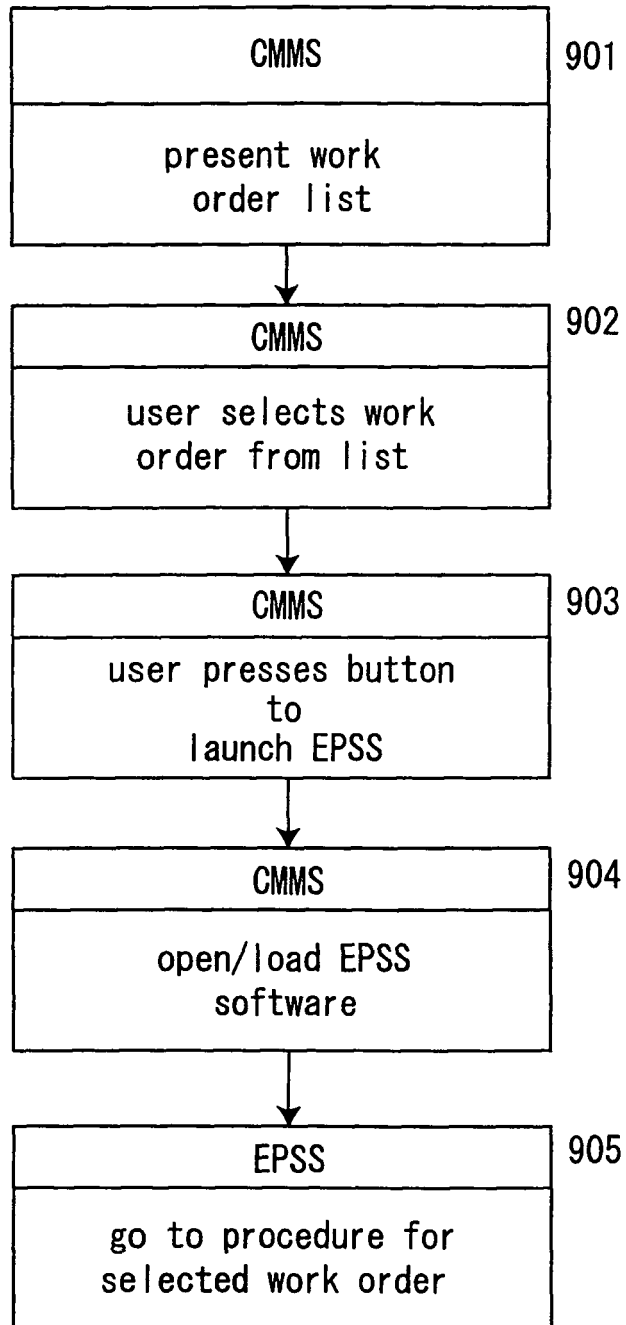 CMMS
901
present work
order list
CMMS
902
user selects work
order from list
CMMS
903
user presses button
to
launch EPSS
CMMS
904
open/load EPSS
software
EPSS
905
go to procedure for
selected work order